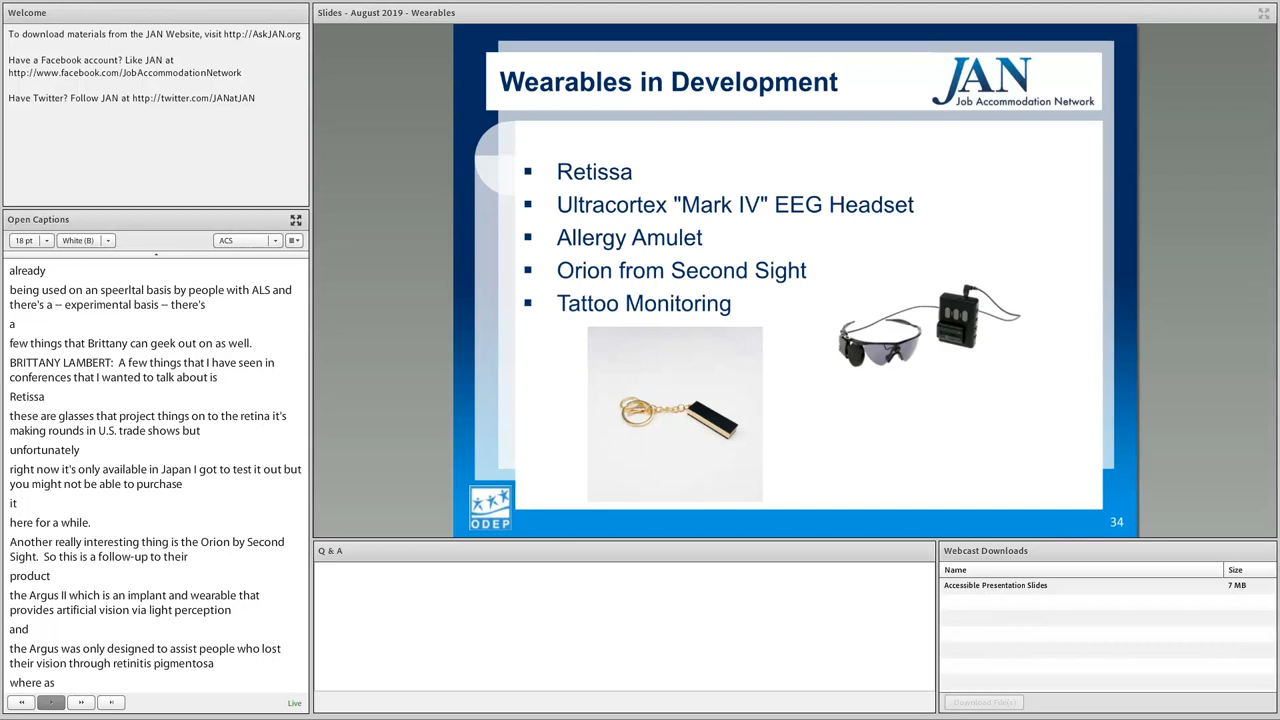 Welcome
To download materials from the JAN Website, visit http://AskJAN.org
Have a Facebook account? Like JAN at
http://www.facebook.com/JobAccommodationNetwork
Have Twitter? Follow JAN at http://twitter.com/JANatJAN
Open Captions
18 pt
White (B)
ACS
already
being used on an speerltal basis by people with ALS and
there's a -- experimental basis -- there's
a
few things that Brittany can geek out on as well.
BRITTANY LAMBERT:  A few things that I have seen in
conferences that I wanted to talk about is
Retissa
these are glasses that project things on to the retina it's
making rounds in U.S. trade shows but
unfortunately
right now it's only available in Japan I got to test it out but
you might not be able to purchase
it
here for a while.
Another really interesting thing is the Orion by Second
Sight.  So this is a follow-up to their
product
the Argus II which is an implant and wearable that
provides artificial vision via light perception
and
the Argus was only designed to assist people who lost
their vision through retinitis pigmentosa
where as
Live
Slides - August 2019 - Wearables
Wearables in Development
JAN
Job Accommodation Network
▪ Retissa
▪ Ultracortex "Mark IV" EEG Headset
▪ Allergy Amulet
▪ Orion from Second Sight
▪ Tattoo Monitoring
ODEP
34
Q & A
Webcast Downloads
Name Size
Accessible Presentation Slides 7 MB
Download File(s)